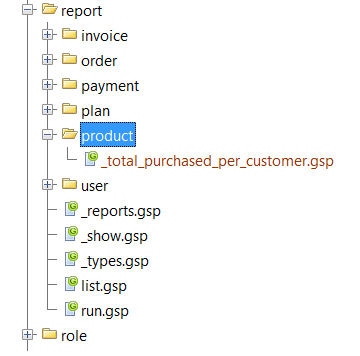 report
invoice
order
payment
plan
product
_total_purchased_per_customer.gsp
user
_reports.gsp
_show.gsp
_types.gsp
list.gsp
run.gsp
role